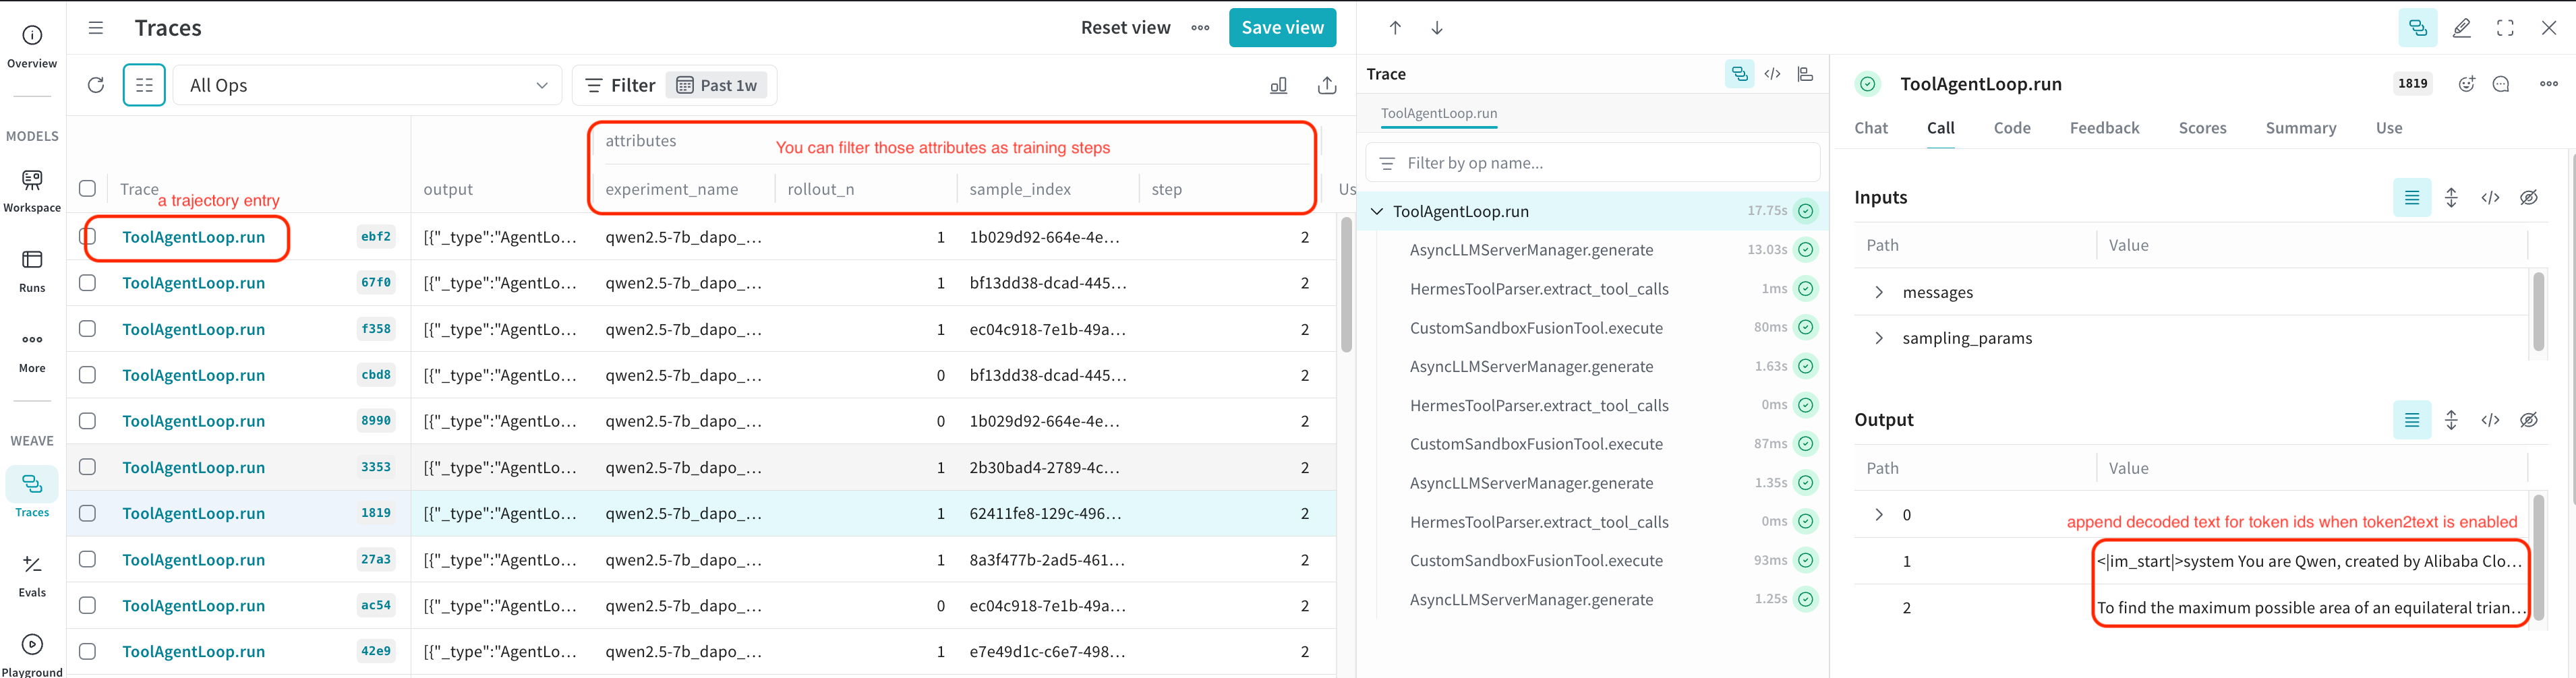 Overview
MODELS
Workspace
Runs
More
WEAVE
Traces
Evals
Playground
Traces
Reset view
Save view
All Ops
Filter
Past 1w
attributes
You can filter those attributes as training steps
Trace
a trajectory entry
output
experiment_name
rollout_n
sample_index
step
Us
ToolAgentLoop.run ebf2 [{"_type":"AgentLo... qwen2.5-7b_dapo_... 1 1b029d92-664e-4e... 2
ToolAgentLoop.run 67f0 [{"_type":"AgentLo... qwen2.5-7b_dapo_... 1 bf13dd38-dcad-445... 2
ToolAgentLoop.run f358 [{"_type":"AgentLo... qwen2.5-7b_dapo_... 1 ec04c918-7e1b-49a... 2
ToolAgentLoop.run cbd8 [{"_type":"AgentLo... qwen2.5-7b_dapo_... 0 bf13dd38-dcad-445... 2
ToolAgentLoop.run 8990 [{"_type":"AgentLo... qwen2.5-7b_dapo_... 0 1b029d92-664e-4e... 2
ToolAgentLoop.run 3353 [{"_type":"AgentLo... qwen2.5-7b_dapo_... 1 2b30bad4-2789-4c... 2
ToolAgentLoop.run 1819 [{"_type":"AgentLo... qwen2.5-7b_dapo_... 1 62411fe8-129c-496... 2
ToolAgentLoop.run 27a3 [{"_type":"AgentLo... qwen2.5-7b_dapo_... 1 8a3f477b-2ad5-461... 2
ToolAgentLoop.run ac54 [{"_type":"AgentLo... qwen2.5-7b_dapo_... 0 ec04c918-7e1b-49a... 2
ToolAgentLoop.run 42e9 [{"_type":"AgentLo... qwen2.5-7b_dapo_... 1 e7e49d1c-c6e7-498... 2
Trace
ToolAgentLoop.run
Filter by op name...
ToolAgentLoop.run 17.75s
AsyncLLMServerManager.generate 13.03s
HermesToolParser.extract_tool_calls 1ms
CustomSandboxFusionTool.execute 80ms
AsyncLLMServerManager.generate 1.63s
HermesToolParser.extract_tool_calls 0ms
CustomSandboxFusionTool.execute 87ms
AsyncLLMServerManager.generate 1.35s
HermesToolParser.extract_tool_calls 0ms
CustomSandboxFusionTool.execute 93ms
AsyncLLMServerManager.generate 1.25s
ToolAgentLoop.run 1819
Chat Call Code Feedback Scores Summary Use
Inputs
Path Value
messages
sampling_params
Output
Path Value
0
append decoded text for token ids when token2text is enabled
1 <|im_start|>system You are Qwen, created by Alibaba Clo...
2 To find the maximum possible area of an equilateral trian...